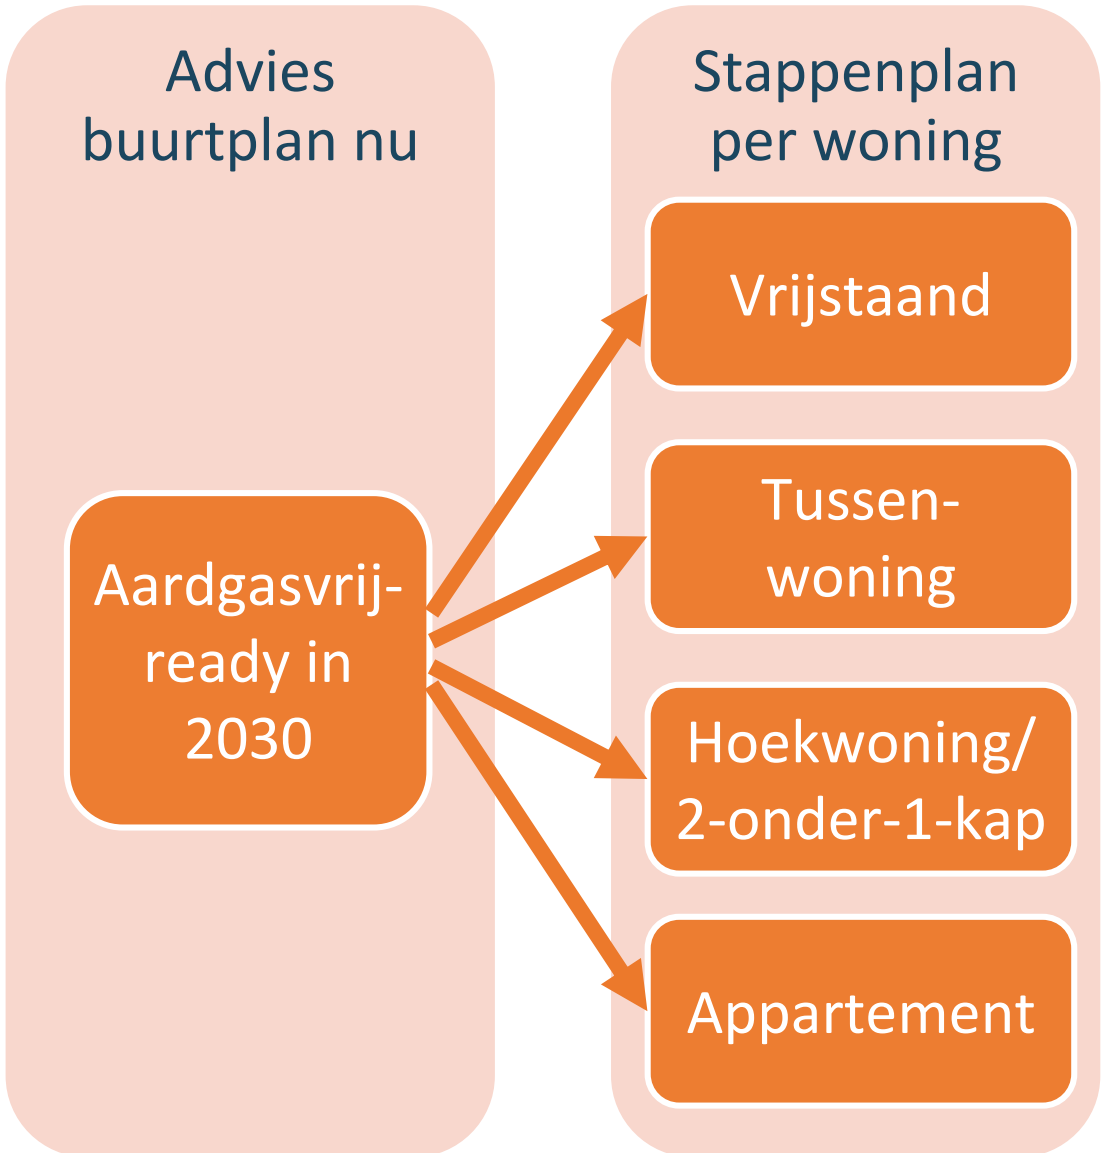 Advies
buurtplan nu
Aardgasvrij-
ready in
2030
Stappenplan
per woning
Vrijstaand
Tussen-
woning
Hoekwoning/
2-onder-1-kap
Appartement